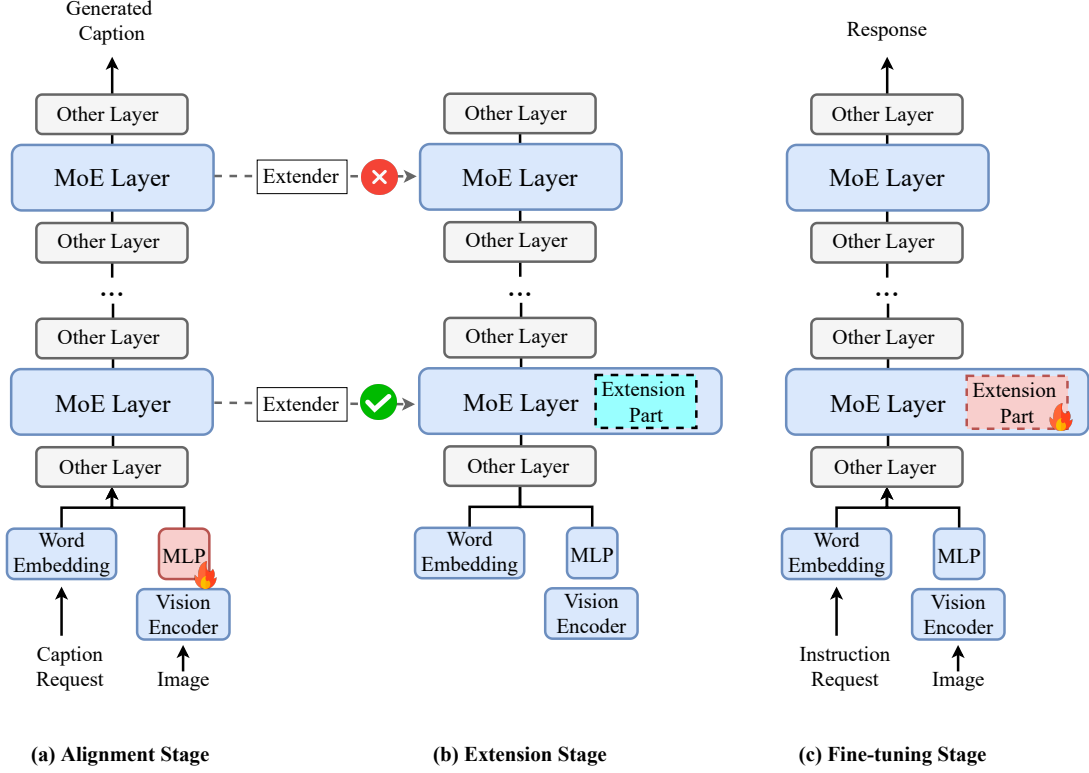 Generated
Caption
Other Layer
MoE Layer
Other Layer
...
Other Layer
MoE Layer
Other Layer
Word
Embedding
MLP
Vision
Encoder
Caption
Request
Image
(a) Alignment Stage
Extender
Extender
Other Layer
MoE Layer
Other Layer
...
Other Layer
MoE Layer
Extension
Part
Other Layer
Word
Embedding
MLP
Vision
Encoder
(b) Extension Stage
Response
Other Layer
MoE Layer
Other Layer
...
Other Layer
MoE Layer
Extension
Part
Other Layer
Word
Embedding
MLP
Vision
Encoder
Instruction
Request
Image
(c) Fine-tuning Stage